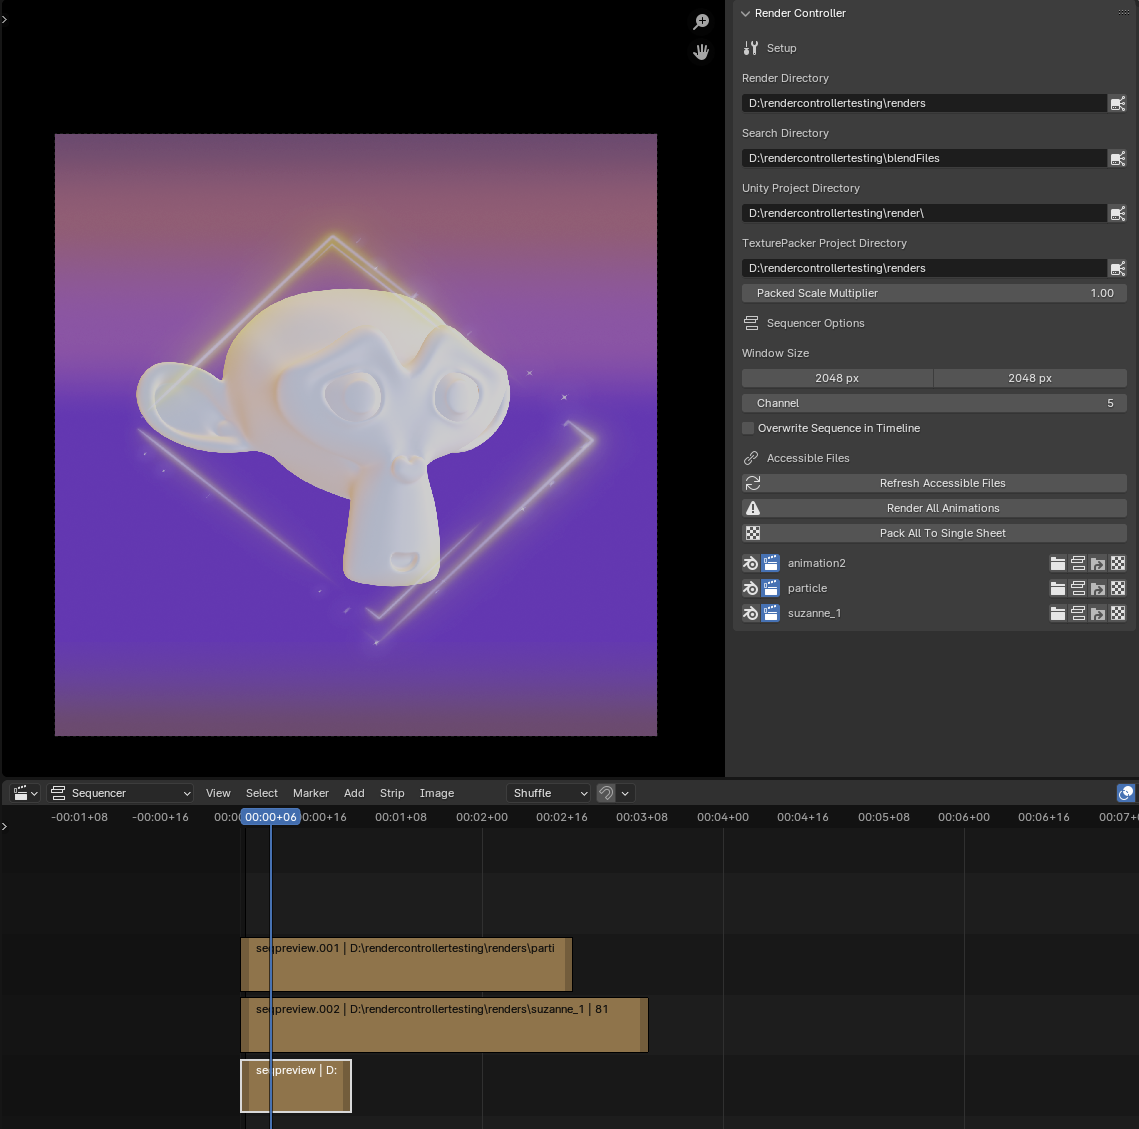 Render Controller
Setup
Render Directory
D:\rendercontrollertesting\renders
Search Directory
D:\rendercontrollertesting\blendFiles
Unity Project Directory
D:\rendercontrollertesting\render\
TexturePacker Project Directory
D:\rendercontrollertesting\renders
Packed Scale Multiplier 1.00
Sequencer Options
Window Size
2048 px 2048 px
Channel 5
Overwrite Sequence in Timeline
Accessible Files
Refresh Accessible Files
Render All Animations
Pack All To Single Sheet
animation2
particle
suzanne_1
Sequencer View Select Marker Add Strip Image Shuffle
-00:01+08 -00:00+16 00:0 00:00+06 0:00+16 00:01+08 00:02+00 00:02+16 00:03+08 00:04+00 00:04+16 00:05+08 00:06+00 00:06+16 00:07+0
seqpreview.001 | D:\rendercontrollertesting\renders\parti
seqpreview.002 | D:\rendercontrollertesting\renders\suzanne_1 | 81
seqpreview | D: